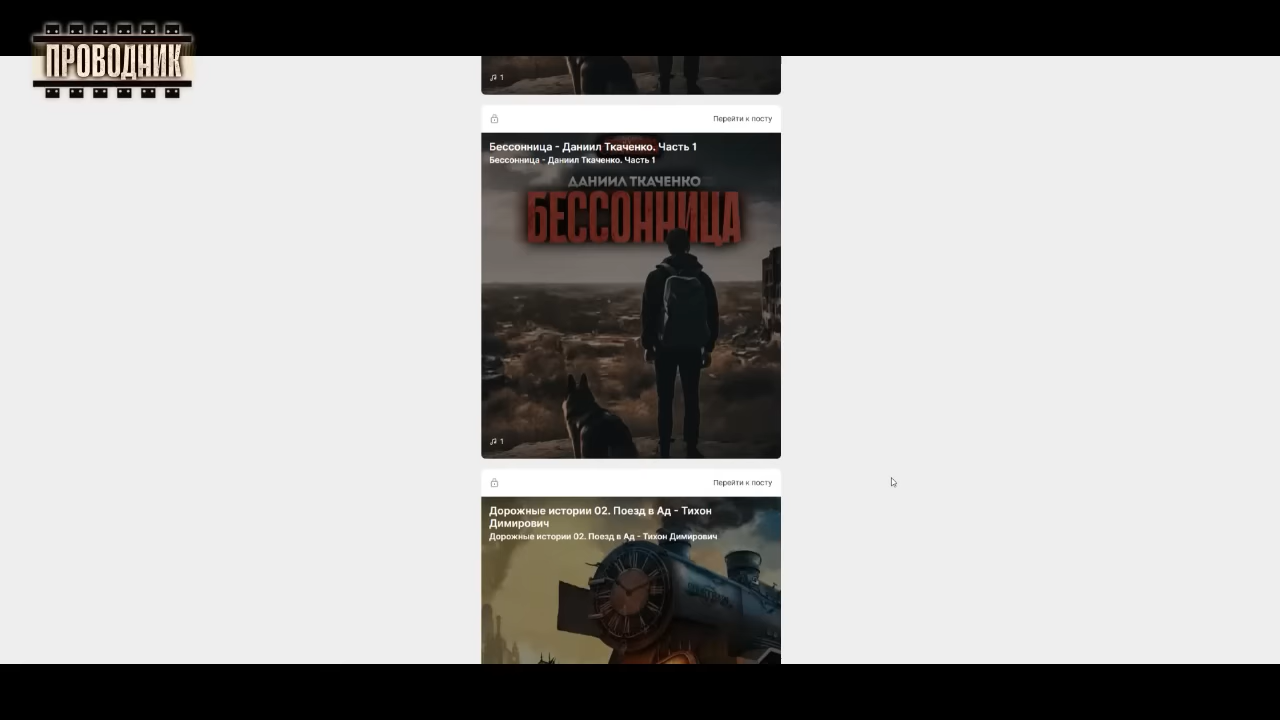 ПРОВОДНИК
1
Перейти к посту
Бессонница - Даниил Ткаченко. Часть 1
Бессонница - Даниил Ткаченко. Часть 1
ДАНИИЛ ТКАЧЕНКО
БЕССОННИЦА
1
Перейти к посту
Дорожные истории 02. Поезд в Ад - Тихон
Димирович
Дорожные истории 02. Поезд в Ад - Тихон Димирович